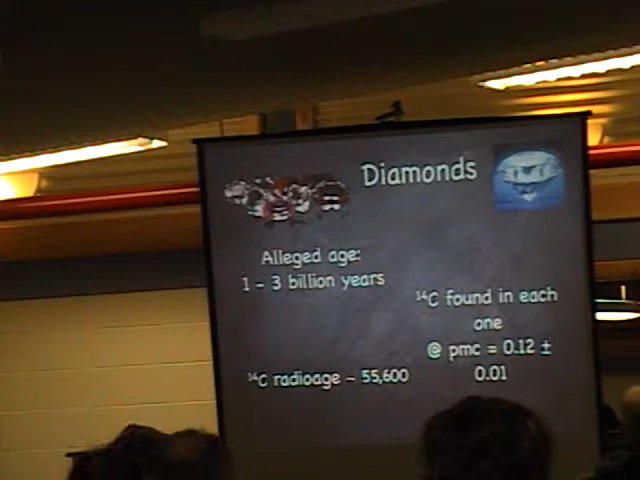 Diamonds
Alleged age:
1 – 3 billion years
¹⁴C found in each
one
@ pmc = 0.12 ±
0.01
¹⁴C radioage – 55,600